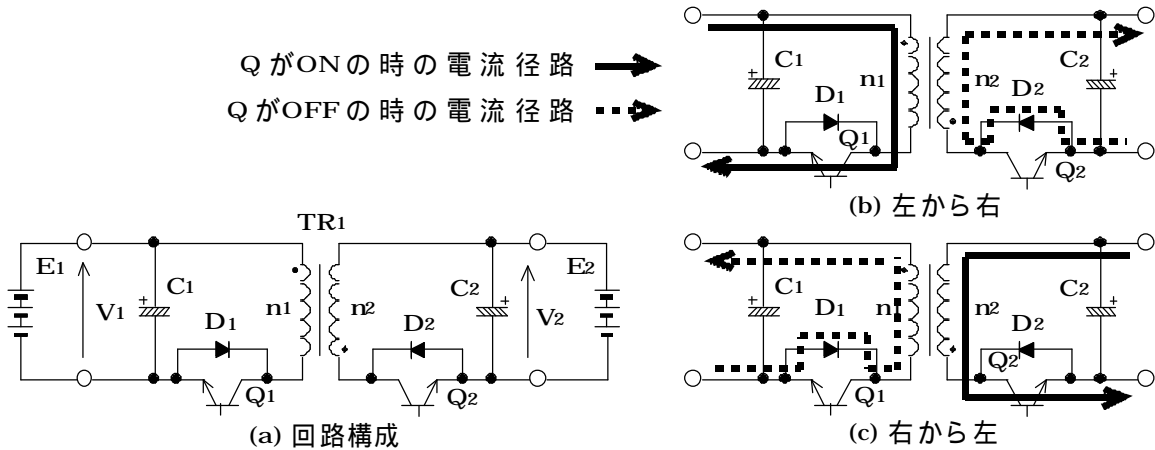 QがONの時の電流径路
QがOFFの時の電流径路
C1
n1
D1
Q1
n2
D2
C2
Q2
(b) 左から右
TR1
E1
V1
C1
n1
D1
Q1
n2
D2
C2
Q2
V2
E2
(a) 回路構成
C1
n1
D1
Q1
n2
D2
C2
Q2
(c) 右から左